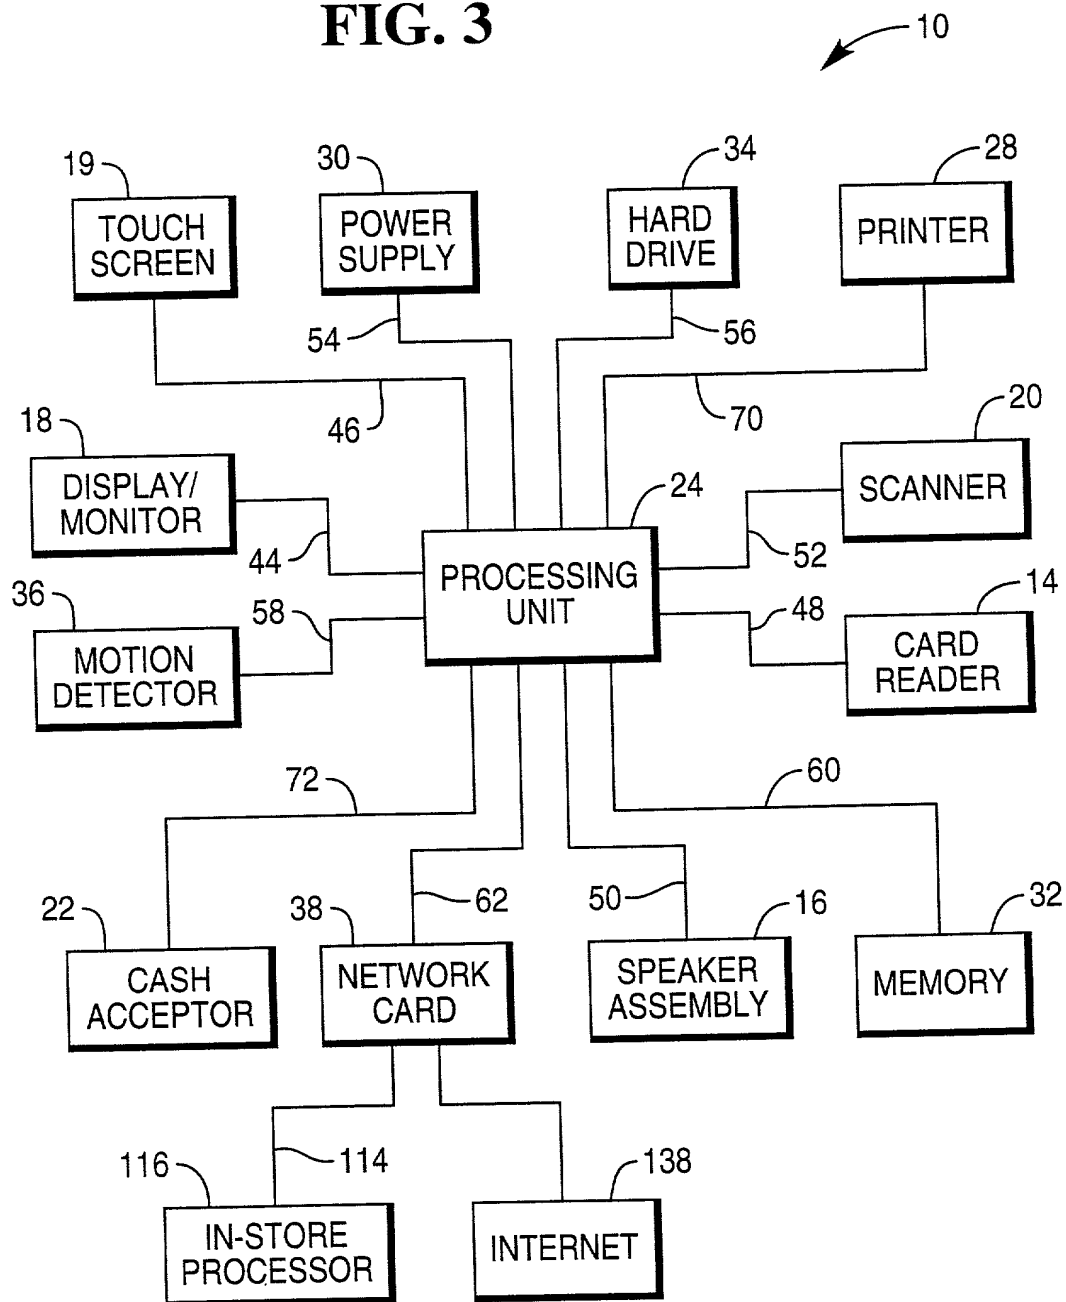 FIG. 3
10
19
30
34
28
TOUCH
SCREEN
POWER
SUPPLY
HARD
DRIVE
PRINTER
54
56
46
70
18
20
DISPLAY/
MONITOR
SCANNER
24
44
52
PROCESSING
UNIT
36
58
48
14
MOTION
DETECTOR
CARD
READER
72
60
22
38
62
50
16
32
CASH
ACCEPTOR
NETWORK
CARD
SPEAKER
ASSEMBLY
MEMORY
116
114
138
IN-STORE
PROCESSOR
INTERNET